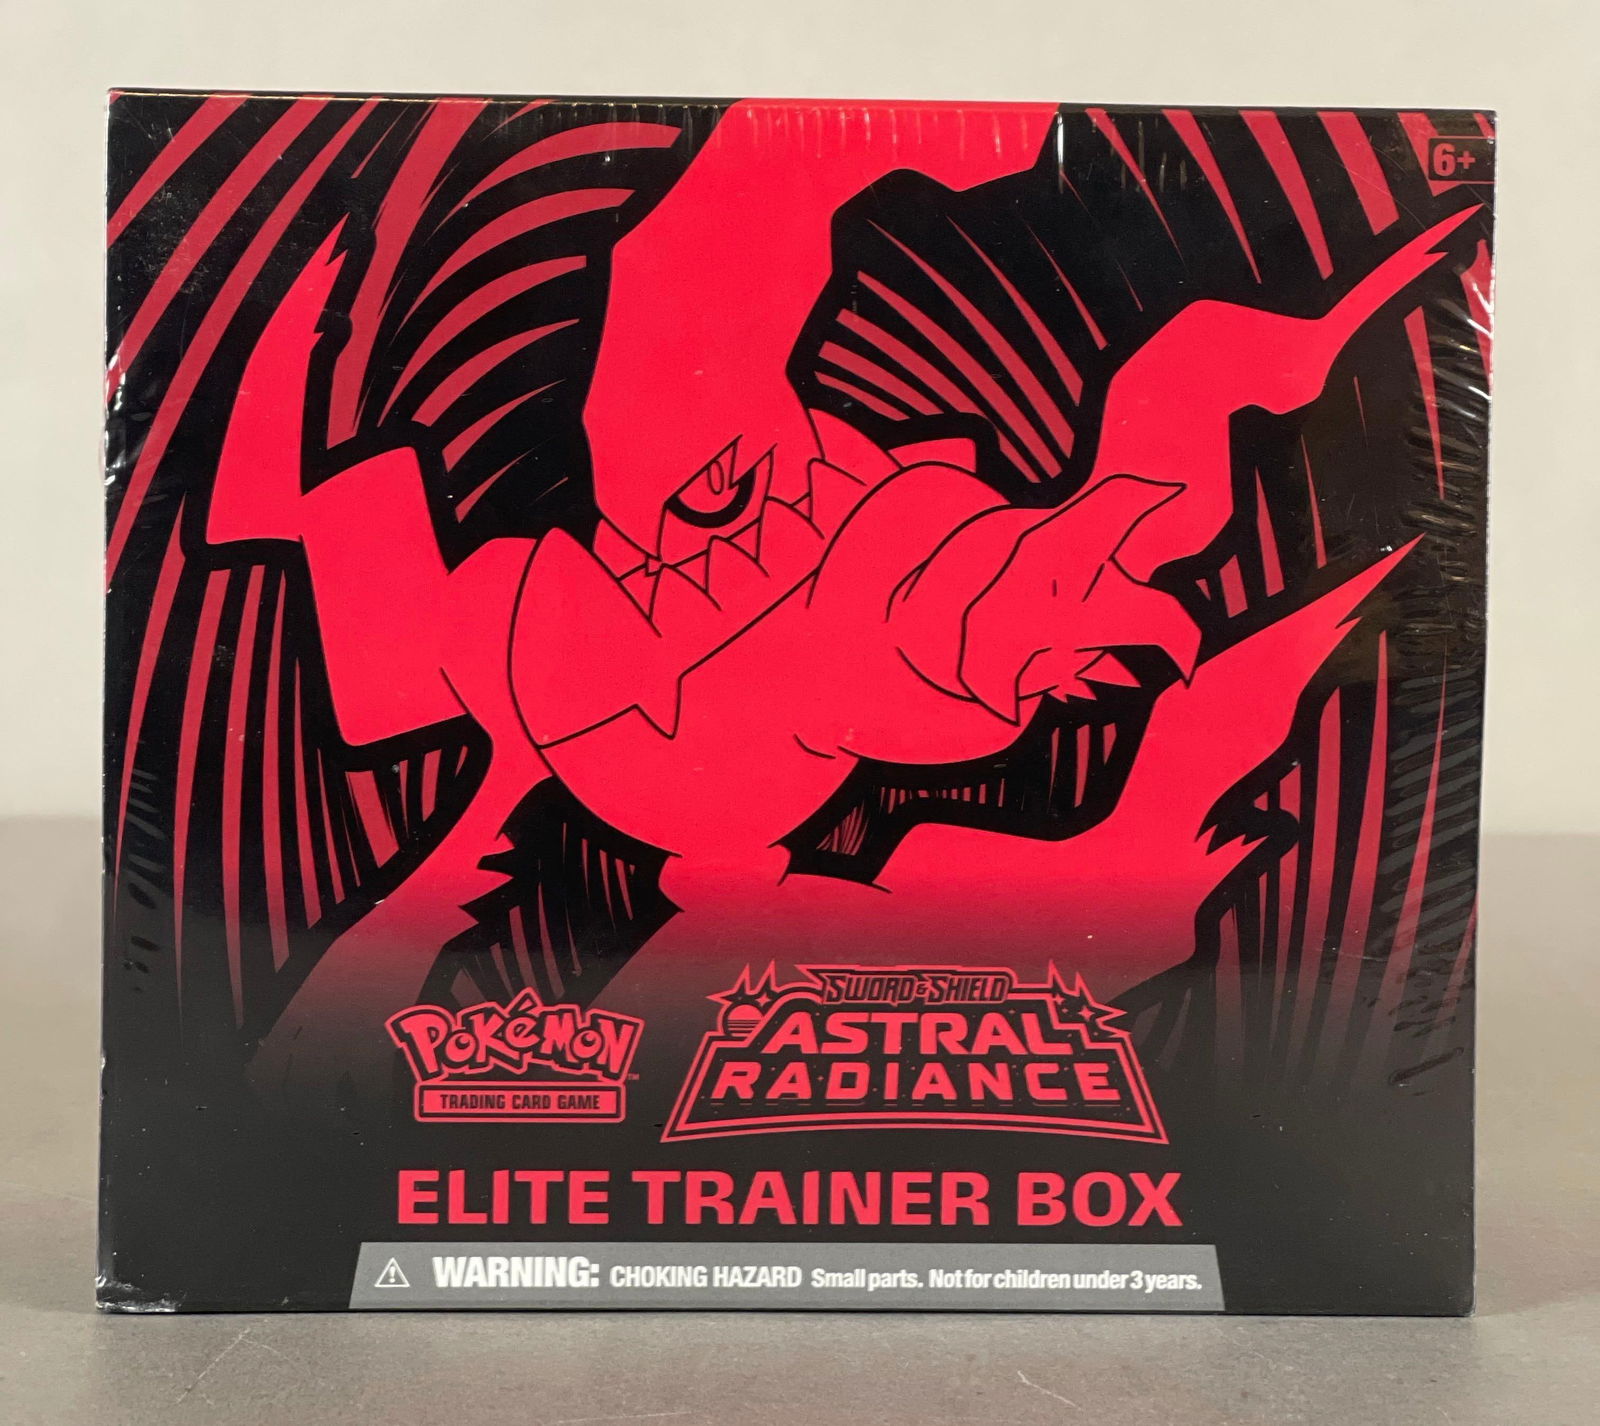 6+
SWORD & SHIELD
Pokémon
TM
ASTRAL
RADIANCE
TRADING CARD GAME
ELITE TRAINER BOX
WARNING: CHOKING HAZARD Small parts. Not for children under 3 years.